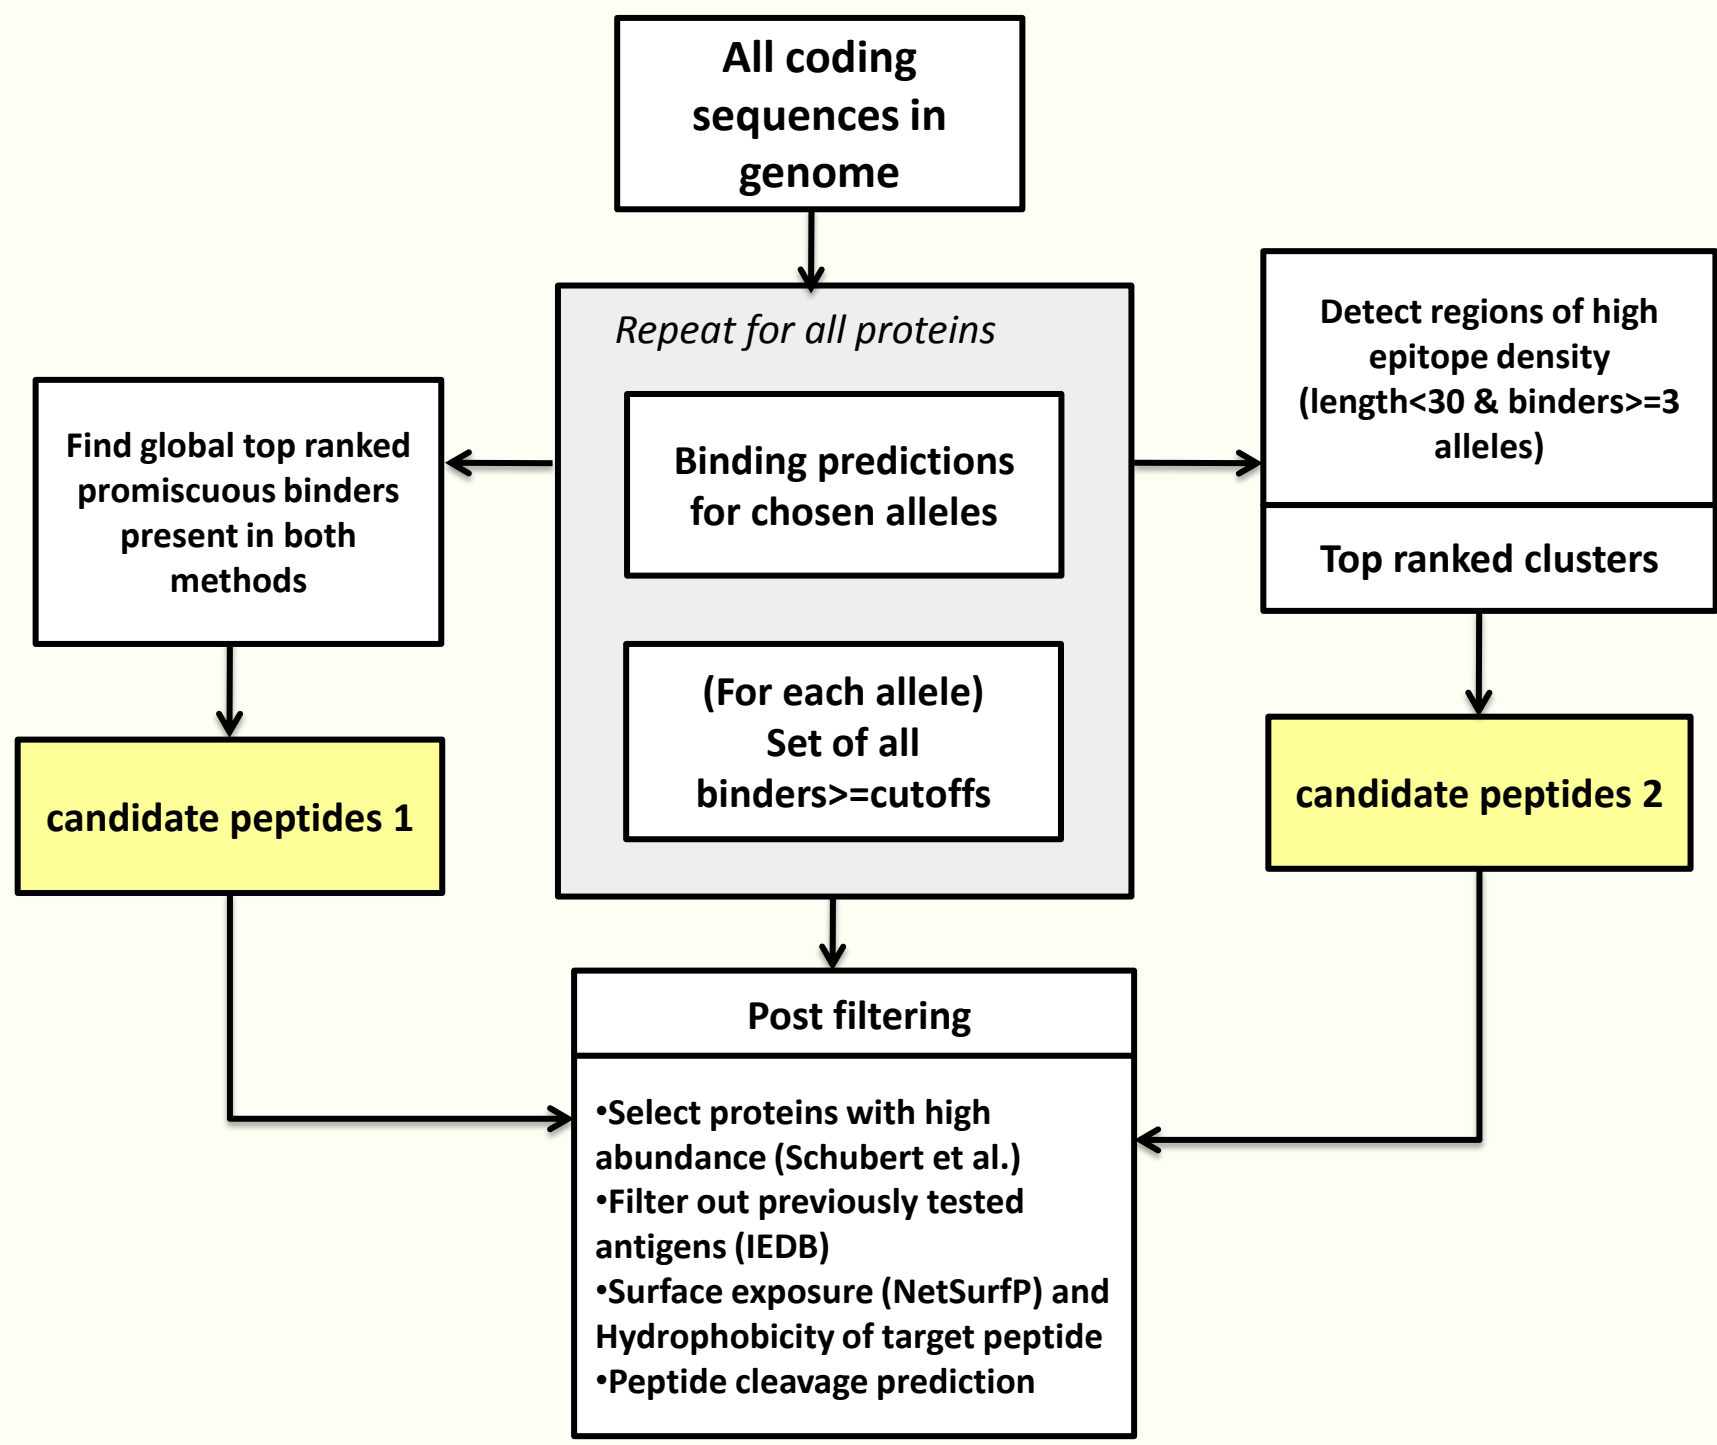 All coding
sequences in
genome
Repeat for all proteins
Binding predictions
for chosen alleles
(For each allele)
Set of all
binders>=cutoffs
Find global top ranked
promiscuous binders
present in both
methods
candidate peptides 1
Detect regions of high
epitope density
(length<30 & binders>=3
alleles)
Top ranked clusters
candidate peptides 2
Post filtering
•Select proteins with high
abundance (Schubert et al.)
•Filter out previously tested
antigens (IEDB)
•Surface exposure (NetSurfP) and
Hydrophobicity of target peptide
•Peptide cleavage prediction